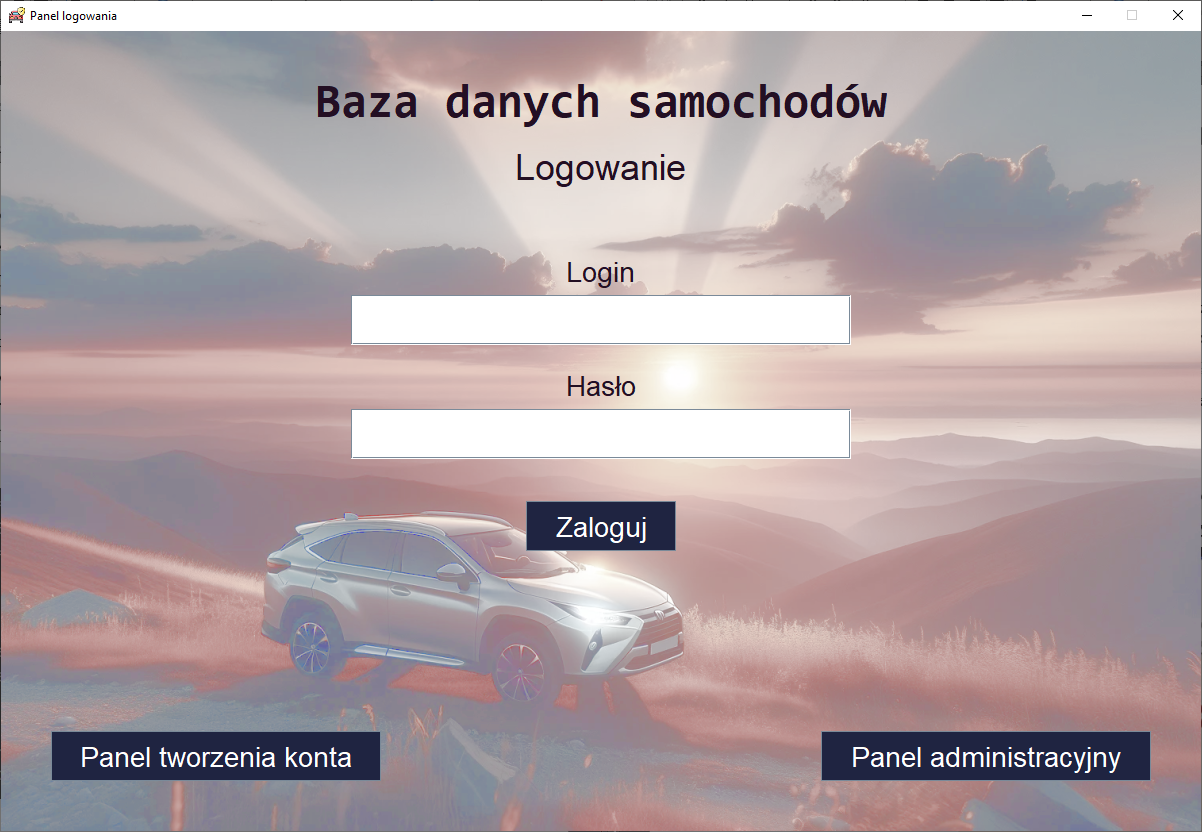 Panel logowania
Baza danych samochodów
Logowanie
Login
Hasło
Zaloguj
Panel tworzenia konta
Panel administracyjny